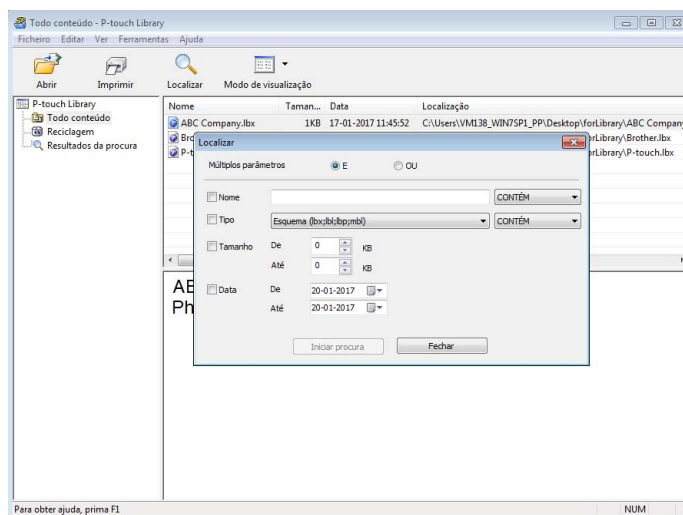 Todo conteúdo - P-touch Library
Ficheiro Editar Ver Ferramentas Ajuda
Abrir Imprimir Localizar Modo de visualização
P-touch Library
Todo conteúdo
Reciclagem
Resultados da procura
Nome Taman... Data Localização
ABC Company.lbx 1KB 17-01-2017 11:45:52 C:\Users\VM138_WIN7SP1_PP\Desktop\forLibrary\ABC Company
Bro orLibrary\Brother.lbx
P-t orLibrary\P-touch.lbx
Localizar
Múltiplos parâmetros E OU
Nome CONTÉM
Tipo Esquema (lbx;lbl;lbp;mbl) CONTÉM
Tamanho De 0 KB
Até 0 KB
Data De 20-01-2017
Até 20-01-2017
Iniciar procura Fechar
AB
Ph
Para obter ajuda, prima F1 NUM